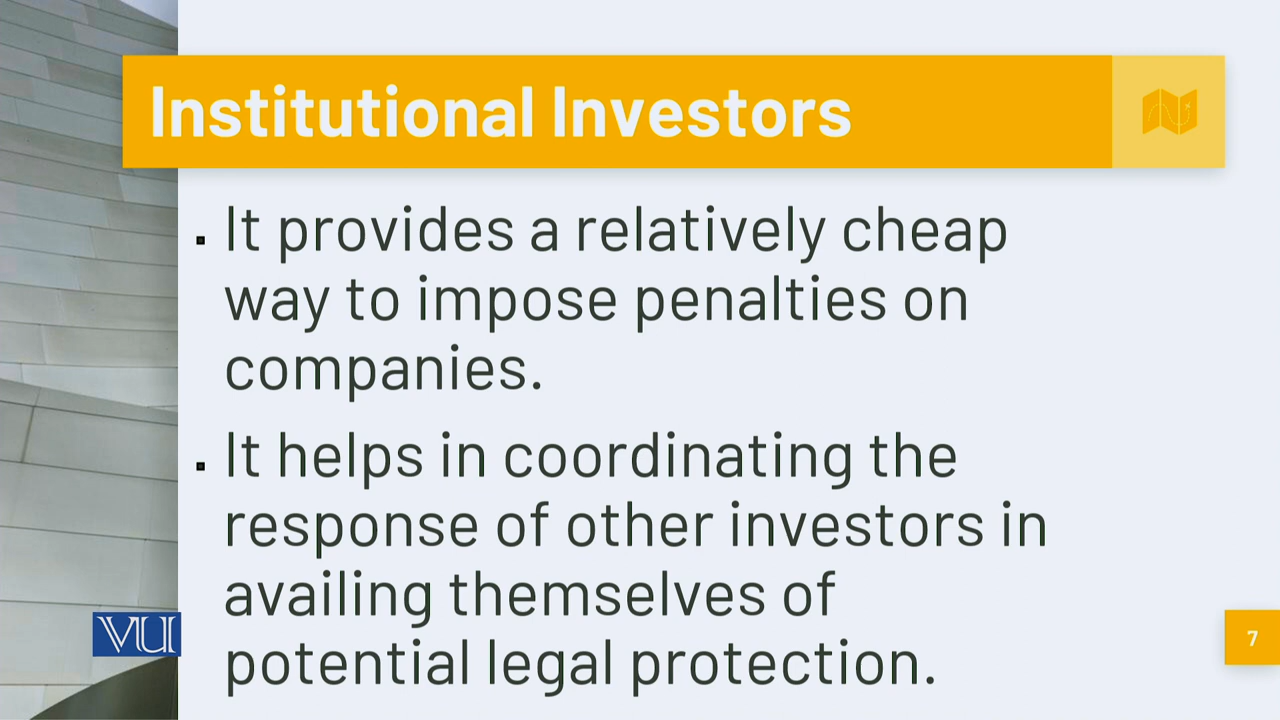 Institutional Investors
▪ It provides a relatively cheap
way to impose penalties on
companies.
▪ It helps in coordinating the
response of other investors in
availing themselves of
potential legal protection.
VU
7